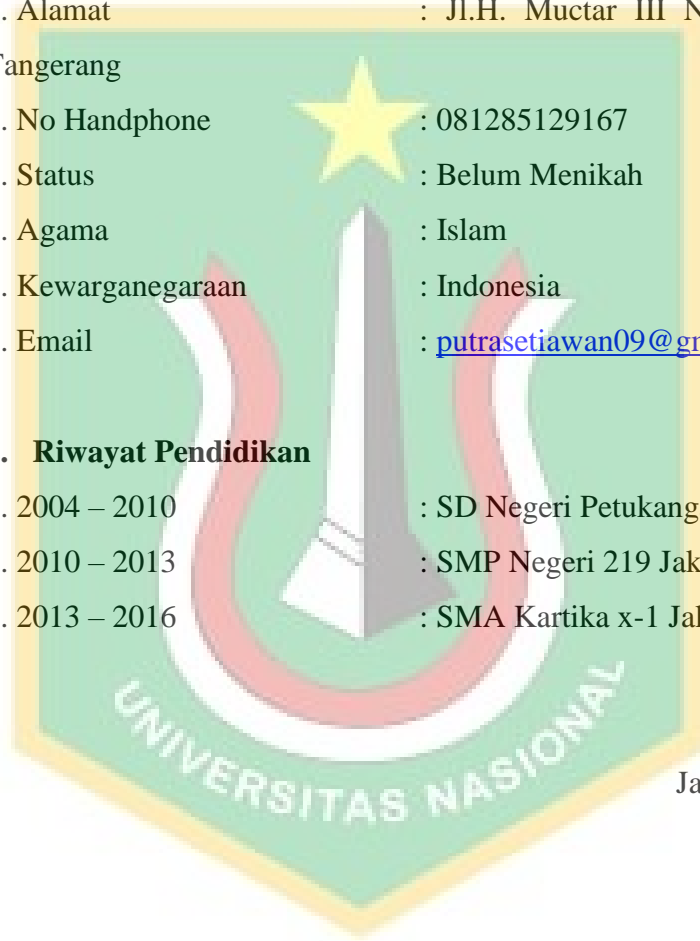 . Alamat : Jl.H. Muctar III N
Tangerang
. No Handphone : 081285129167
. Status : Belum Menikah
. Agama : Islam
. Kewarganegaraan : Indonesia
. Email : putrasetiawan09@gm
. Riwayat Pendidikan
. 2004 – 2010 : SD Negeri Petukang
. 2010 – 2013 : SMP Negeri 219 Jak
. 2013 – 2016 : SMA Kartika x-1 Jak
UNIVERSITAS NASIONAL
Ja